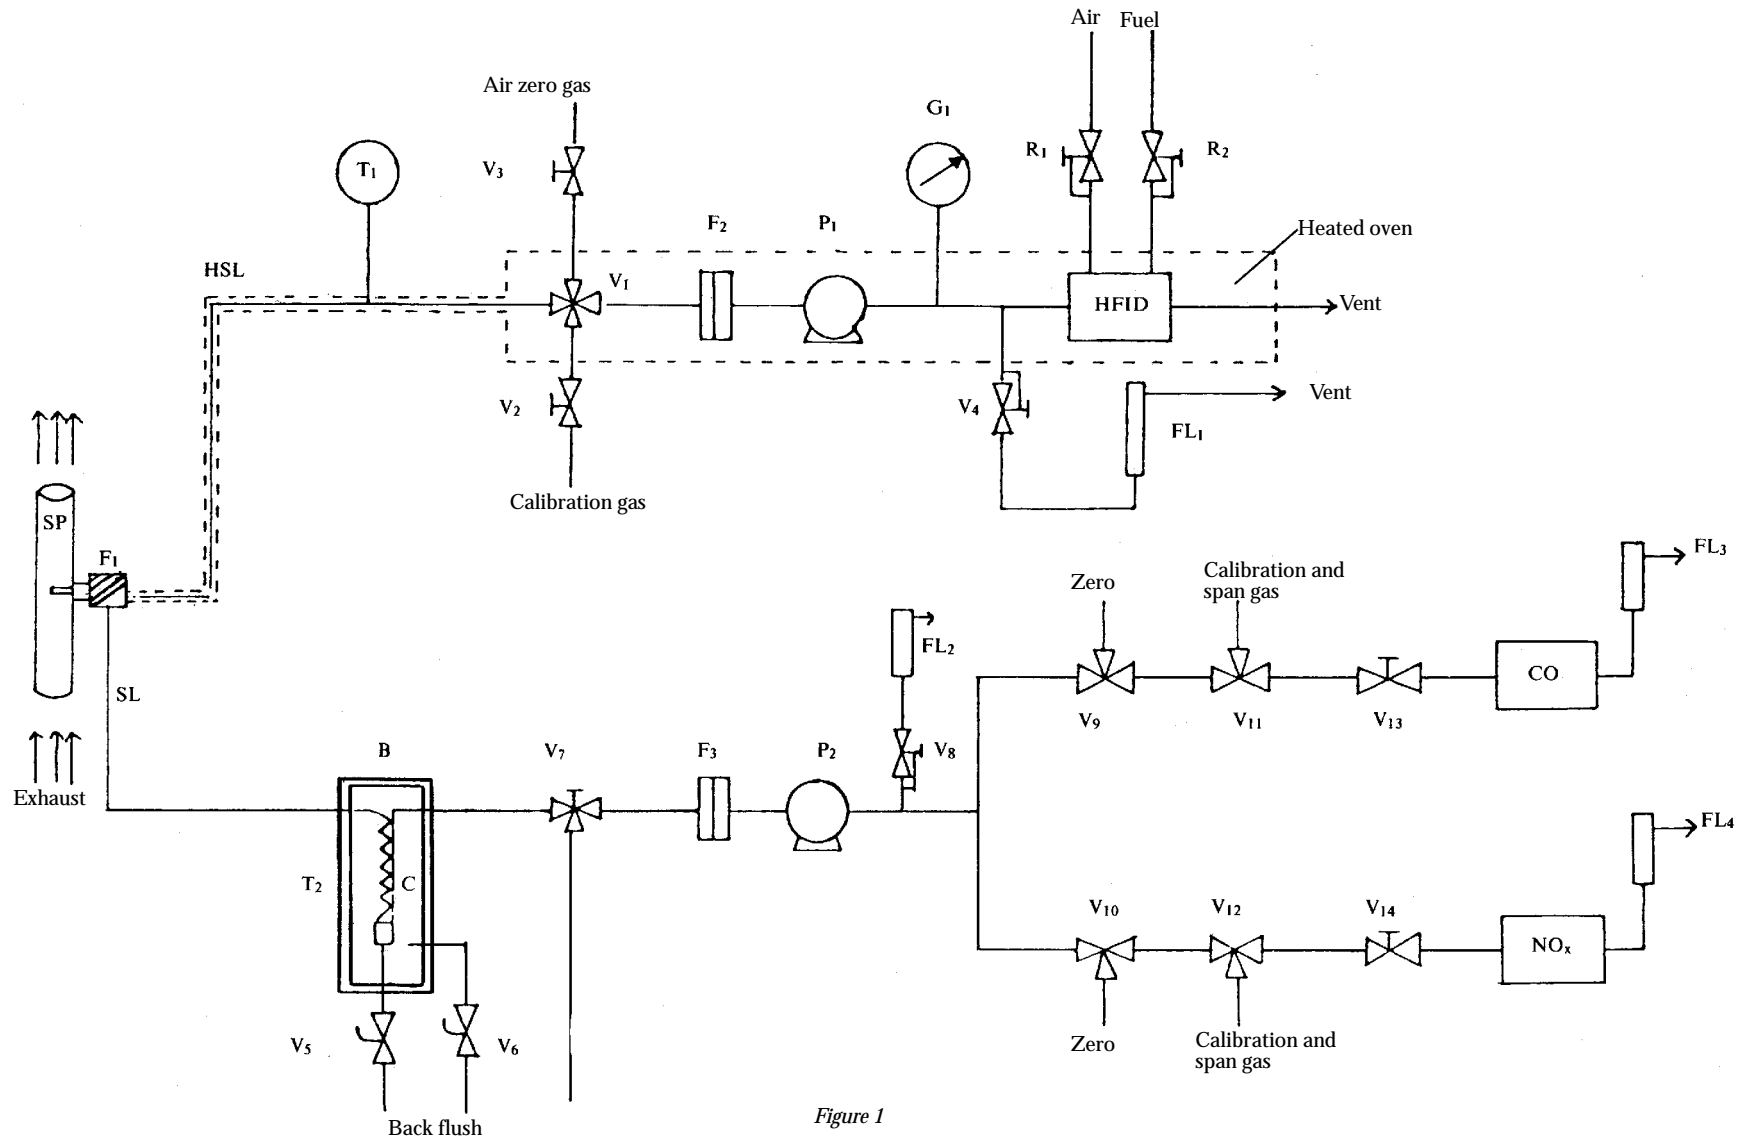 Air
Fuel
Air zero gas
G₁
T₁
V₃
R₁
R₂
F₂
P₁
Heated oven
HSL
V₁
HFID
Vent
V₂
V₄
Vent
FL₁
Calibration gas
SP
F₁
FL₃
Zero
Calibration and
span gas
FL₂
CO
SL
V₉
V₁₁
V₁₃
B
V₇
F₃
P₂
V₈
Exhaust
FL₄
T₂
C
V₁₀
V₁₂
V₁₄
NOₓ
V₅
V₆
Zero
Calibration and
span gas
Back flush
Figure 1